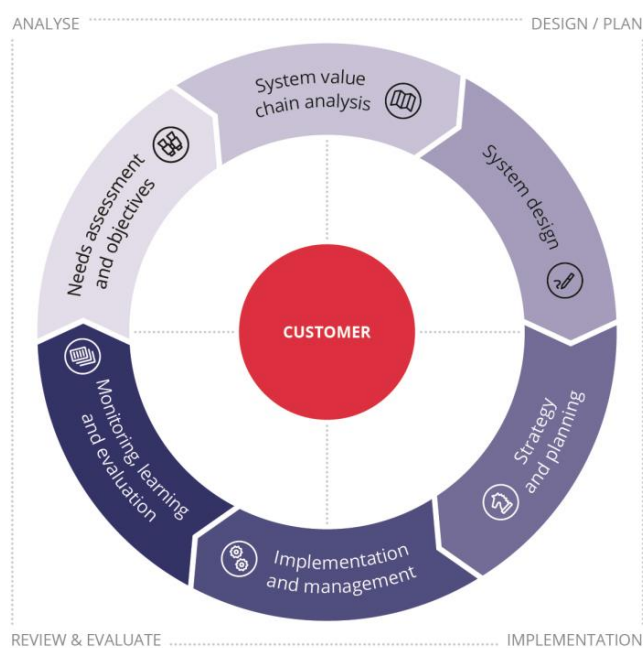 ANALYSE
DESIGN / PLAN
System value
chain analysis
System design
Needs assessment
and objectives
CUSTOMER
Strategy
and planning
Monitoring, learning
and evaluation
Implementation
and management
REVIEW & EVALUATE
IMPLEMENTATION